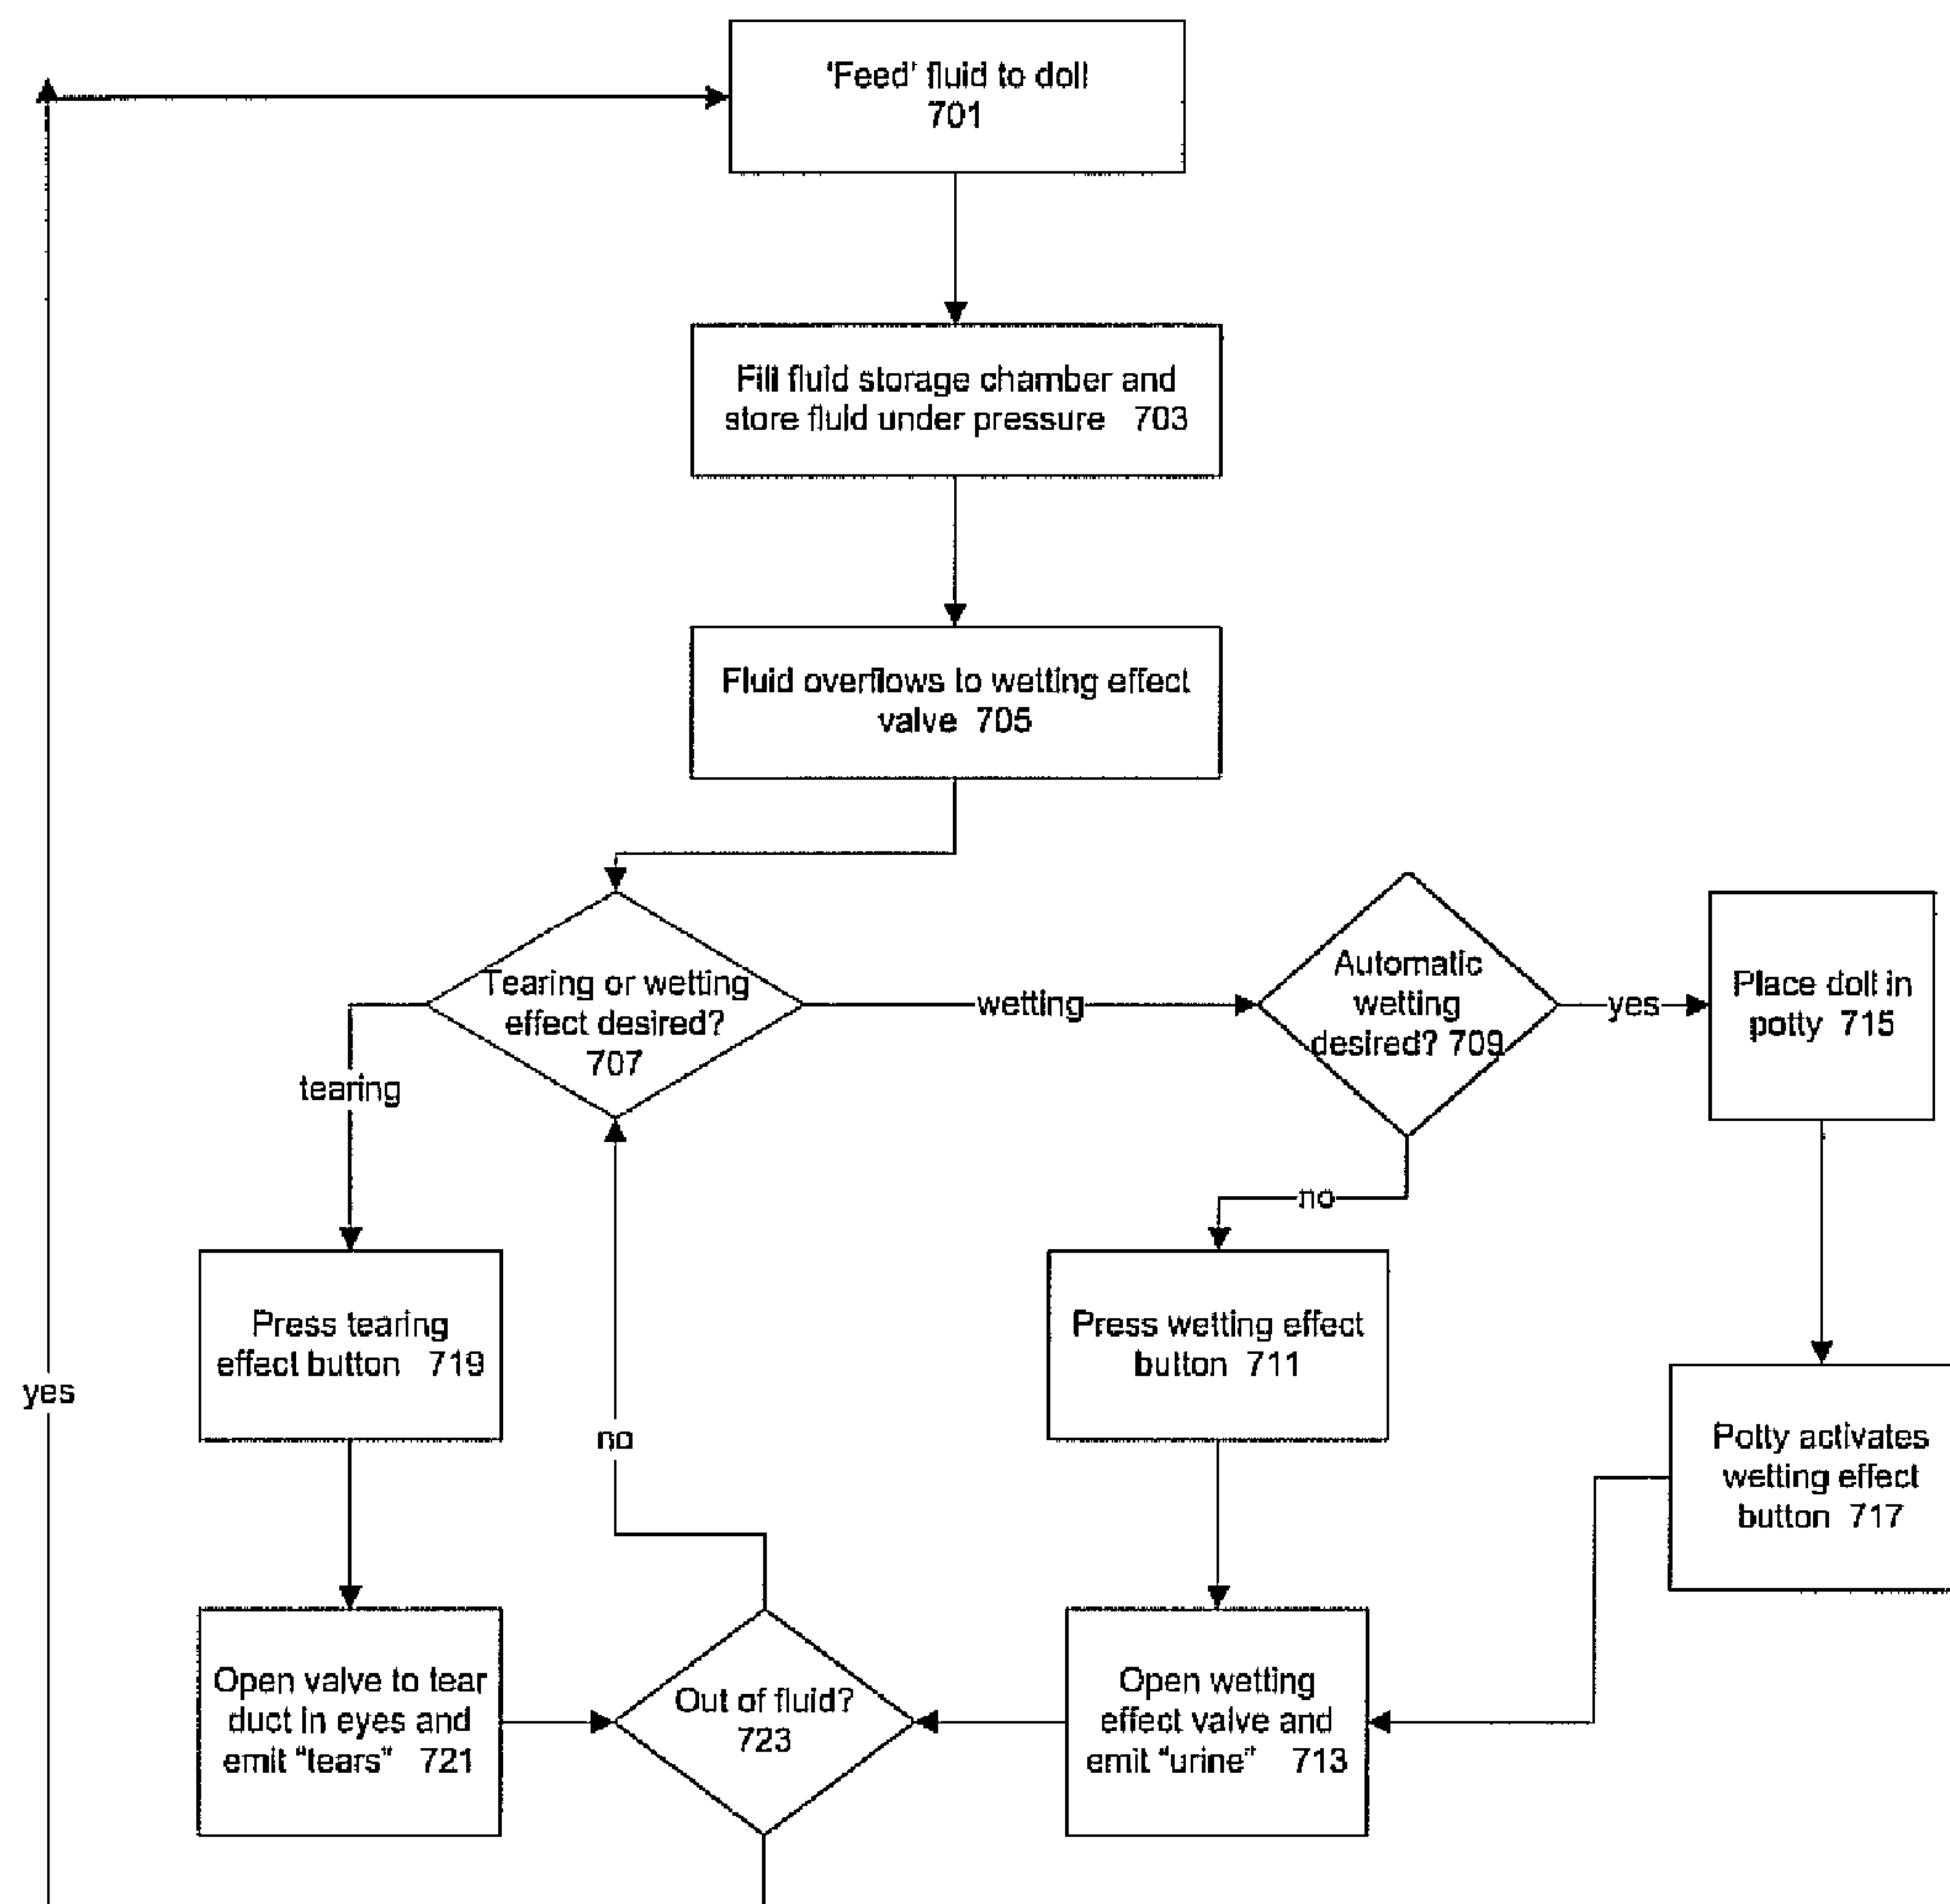 'Feed' fluid to doll
701
Fill fluid storage chamber and
store fluid under pressure 703
Fluid overflows to wetting effect
valve 705
Tearing or wetting
effect desired?
707
wetting
Automatic
wetting
desired? 709
yes
Place doll in
potty 715
tearing
no
Press tearing
effect button 719
Press wetting effect
button 711
yes
no
Potty activates
wetting effect
button 717
Open valve to tear
duct in eyes and
emit "tears" 721
Out of fluid?
723
Open wetting
effect valve and
emit "urine" 713